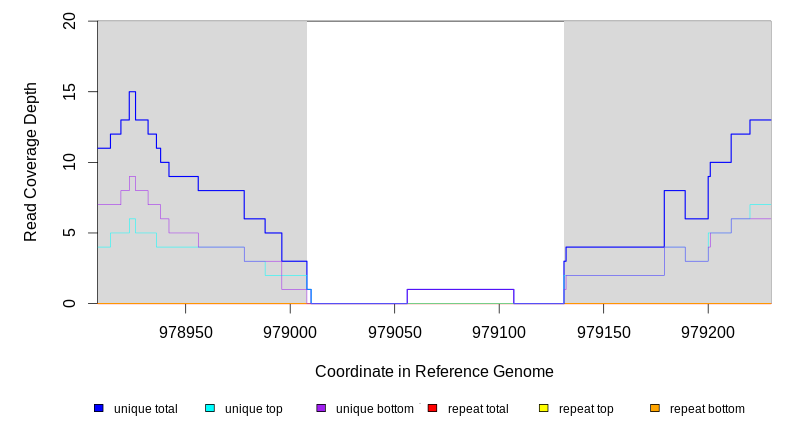 Read Coverage Depth
20
15
10
5
0
978950 979000 979050 979100 979150 979200
Coordinate in Reference Genome
unique total unique top unique bottom repeat total repeat top repeat bottom